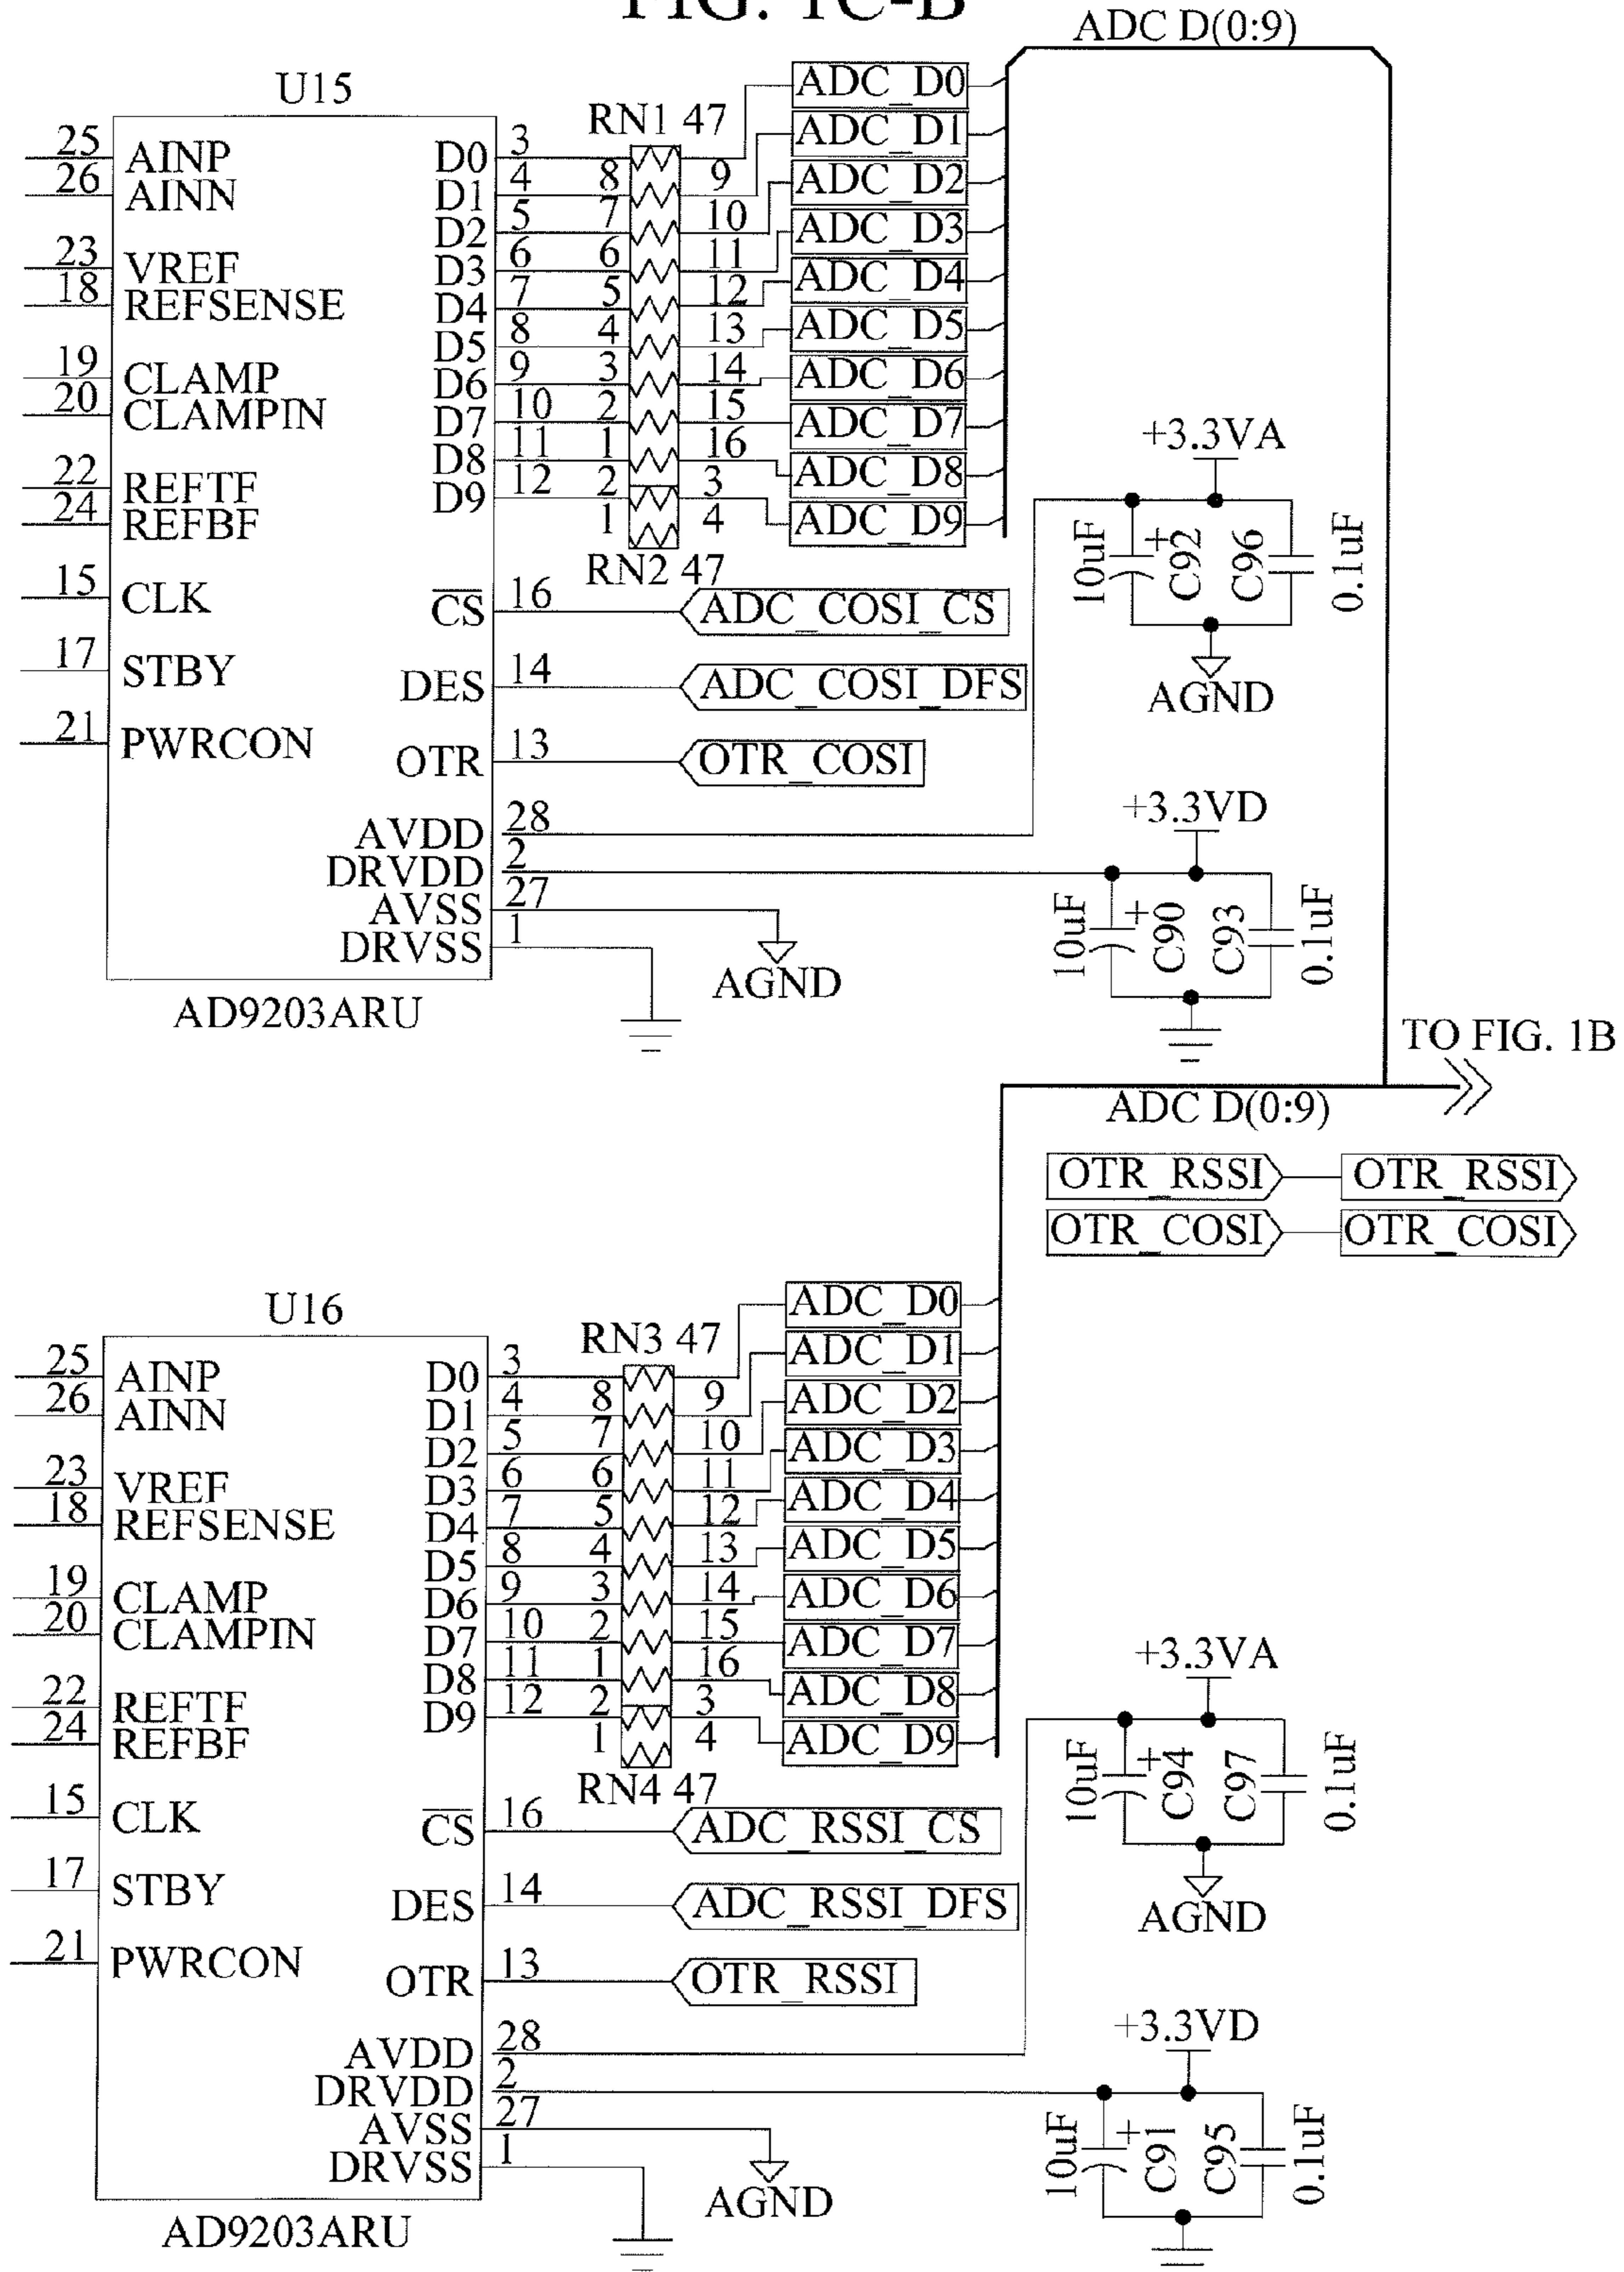 FIG. 1C-B
ADC D(0:9)
U15
RN1 47
25 AINP
26 AINN
23 VREF
18 REFSENSE
19 CLAMP
20 CLAMPIN
22 REFTF
24 REFBF
15 CLK
17 STBY
21 PWRCON
D0 3 8 9 ADC_D0
D1 4 7 10 ADC_D1
D2 5 6 11 ADC_D2
D3 6 5 12 ADC_D3
D4 7 4 13 ADC_D4
D5 8 3 14 ADC_D5
D6 9 2 15 ADC_D6
D7 10 1 16 ADC_D7
D8 11 2 3 ADC_D8
D9 12 1 4 ADC_D9
RN2 47
CS 16 ADC_COSI_CS
DES 14 ADC_COSI_DFS
OTR 13 OTR_COSI
AVDD 28
DRVDD 2
AVSS 27
DRVSS 1
AGND
AD9203ARU
+3.3VA
10uF + C92 C96 0.1uF
AGND
+3.3VD
10uF + C90 C93 0.1uF
TO FIG. 1B
ADC D(0:9)
OTR_RSSI OTR_RSSI
OTR_COSI OTR_COSI
U16
RN3 47
25 AINP
26 AINN
23 VREF
18 REFSENSE
19 CLAMP
20 CLAMPIN
22 REFTF
24 REFBF
15 CLK
17 STBY
21 PWRCON
D0 3 8 9 ADC_D0
D1 4 7 10 ADC_D1
D2 5 6 11 ADC_D2
D3 6 5 12 ADC_D3
D4 7 4 13 ADC_D4
D5 8 3 14 ADC_D5
D6 9 2 15 ADC_D6
D7 10 1 16 ADC_D7
D8 11 2 3 ADC_D8
D9 12 1 4 ADC_D9
RN4 47
CS 16 ADC_RSSI_CS
DES 14 ADC_RSSI_DFS
OTR 13 OTR_RSSI
AVDD 28
DRVDD 2
AVSS 27
DRVSS 1
AGND
AD9203ARU
+3.3VA
10uF + C94 C97 0.1uF
AGND
+3.3VD
10uF + C91 C95 0.1uF